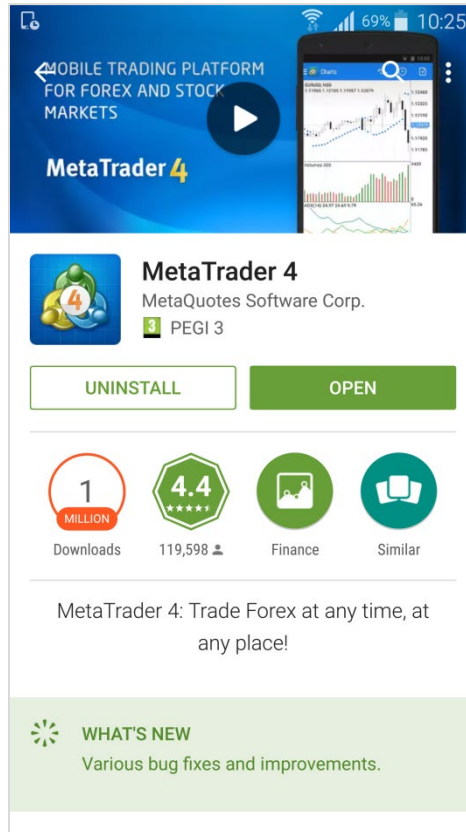 69% 10:25
MOBILE TRADING PLATFORM
FOR FOREX AND STOCK
MARKETS
MetaTrader 4
Charts
MetaTrader 4
MetaQuotes Software Corp.
3 PEGI 3
UNINSTALL OPEN
1
MILLION
4.4
Downloads 119,598 Finance Similar
MetaTrader 4: Trade Forex at any time, at
any place!
WHAT'S NEW
Various bug fixes and improvements.